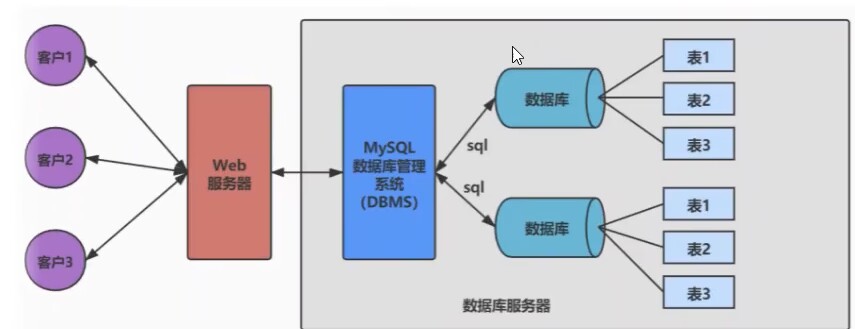 客户1
客户2
客户3
Web
服务器
MySQL
数据库管理
系统
（DBMS）
sql
sql
数据库
表1
表2
表3
数据库
表1
表2
表3
数据库服务器